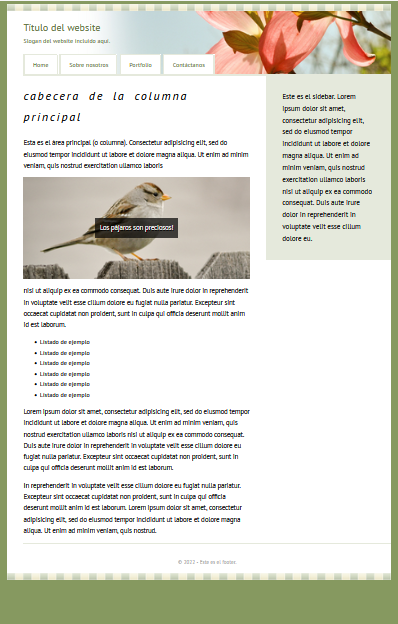 Título del website
Slogan del website incluido aquí.
Home
Sobre nosotros
Portfolio
Contáctanos
cabecera de la columna
principal
Esta es el área principal (o columna). Consectetur adipisicing elit, sed do
eiusmod tempor incididunt ut labore et dolore magna aliqua. Ut enim ad minim
veniam, quis nostrud exercitation ullamco laboris
Los pájaros son preciosos!
nisi ut aliquip ex ea commodo consequat. Duis aute irure dolor in reprehenderit
in voluptate velit esse cillum dolore eu fugiat nulla pariatur. Excepteur sint
occaecat cupidatat non proident, sunt in culpa qui officia deserunt mollit anim
id est laborum.
Listado de ejemplo
Listado de ejemplo
Listado de ejemplo
Listado de ejemplo
Listado de ejemplo
Listado de ejemplo
Lorem ipsum dolor sit amet, consectetur adipisicing elit, sed do eiusmod tempor
incididunt ut labore et dolore magna aliqua. Ut enim ad minim veniam, quis
nostrud exercitation ullamco laboris nisi ut aliquip ex ea commodo consequat.
Duis aute irure dolor in reprehenderit in voluptate velit esse cillum dolore eu
fugiat nulla pariatur. Excepteur sint occaecat cupidatat non proident, sunt in
culpa qui officia deserunt mollit anim id est laborum.
In reprehenderit in voluptate velit esse cillum dolore eu fugiat nulla pariatur.
Excepteur sint occaecat cupidatat non proident, sunt in culpa qui officia
deserunt mollit anim id est laborum. Lorem ipsum dolor sit amet, consectetur
adipisicing elit, sed do eiusmod tempor incididunt ut labore et dolore magna
aliqua. Ut enim ad minim veniam, quis nostrud.
Este es el sidebar. Lorem
ipsum dolor sit amet,
consectetur adipisicing elit,
sed do eiusmod tempor
incididunt ut labore et dolore
magna aliqua. Ut enim ad
minim veniam, quis nostrud
exercitation ullamco laboris
nisi ut aliquip ex ea commodo
consequat. Duis aute irure
dolor in reprehenderit in
voluptate velit esse cillum
dolore eu.
© 2023 - Este es el footer.